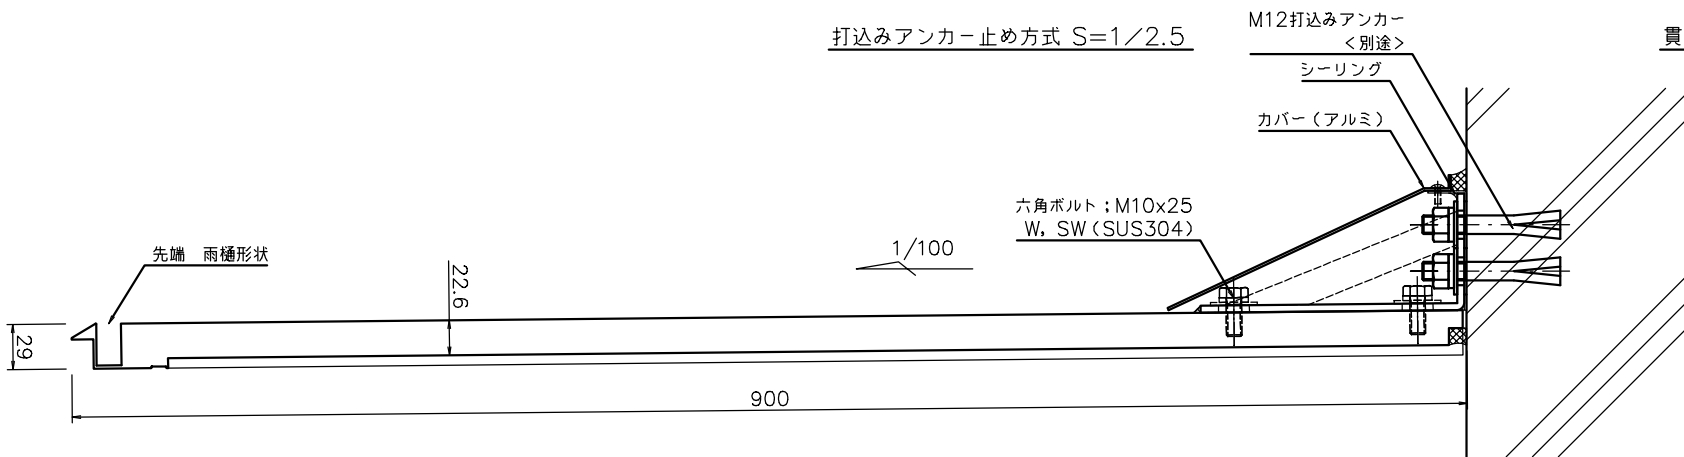 打込みアンカー止め方式 S=1/2.5
M12打込みアンカー
<別途>
貫
シーリング
カバー(アルミ)
六角ボルト;M10x25
W, SW(SUS304)
1/100
先端 雨樋形状
22.6
29
900